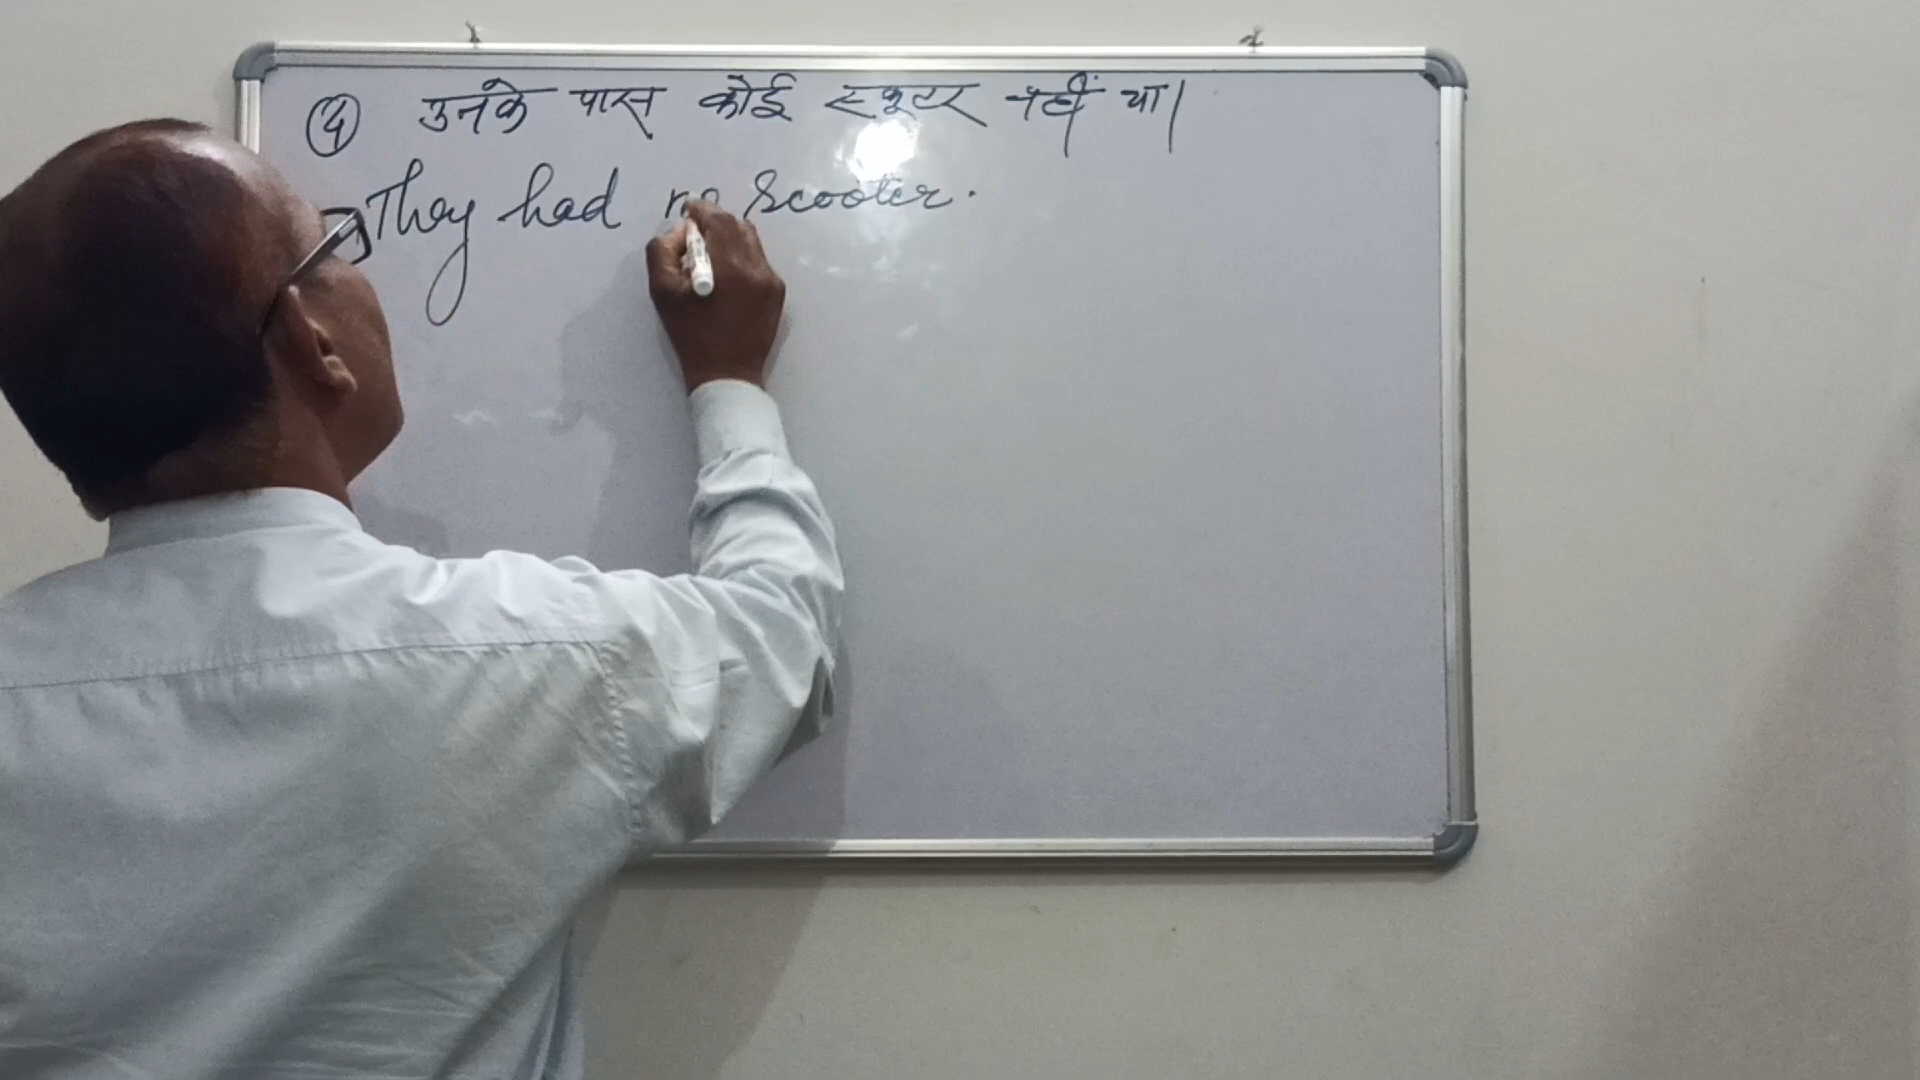 ④ उनके पास कोई स्कूटर नहीं था।
They had no Scooter.